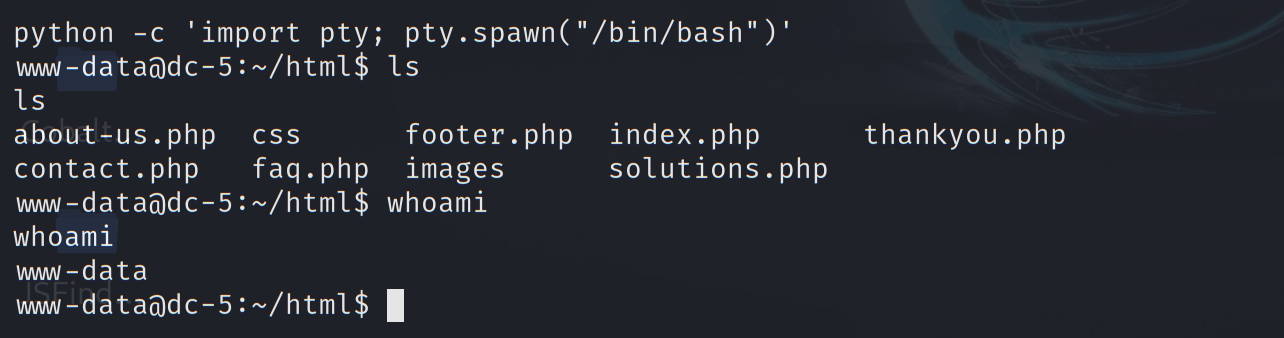 python -c 'import pty; pty.spawn("/bin/bash")'
www-data@dc-5:~/html$ ls
ls
about-us.php  css       footer.php  index.php      thankyou.php
contact.php   faq.php  images      solutions.php
www-data@dc-5:~/html$ whoami
whoami
www-data
www-data@dc-5:~/html$